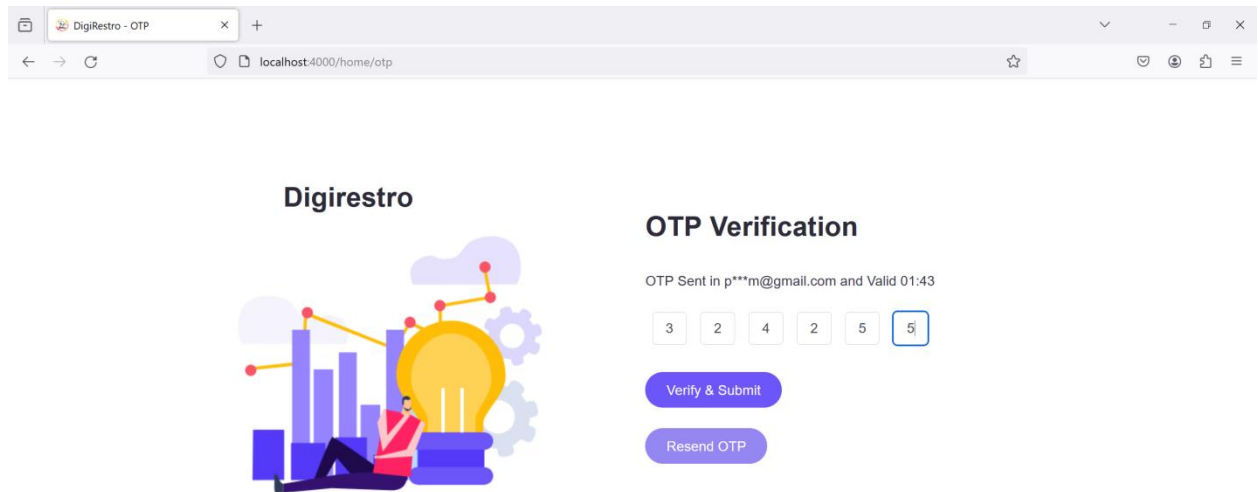 DigiRestro - OTP
localhost:4000/home/otp
Digirestro
OTP Verification
OTP Sent in p***m@gmail.com and Valid 01:43
3 2 4 2 5 5
Verify & Submit
Resend OTP